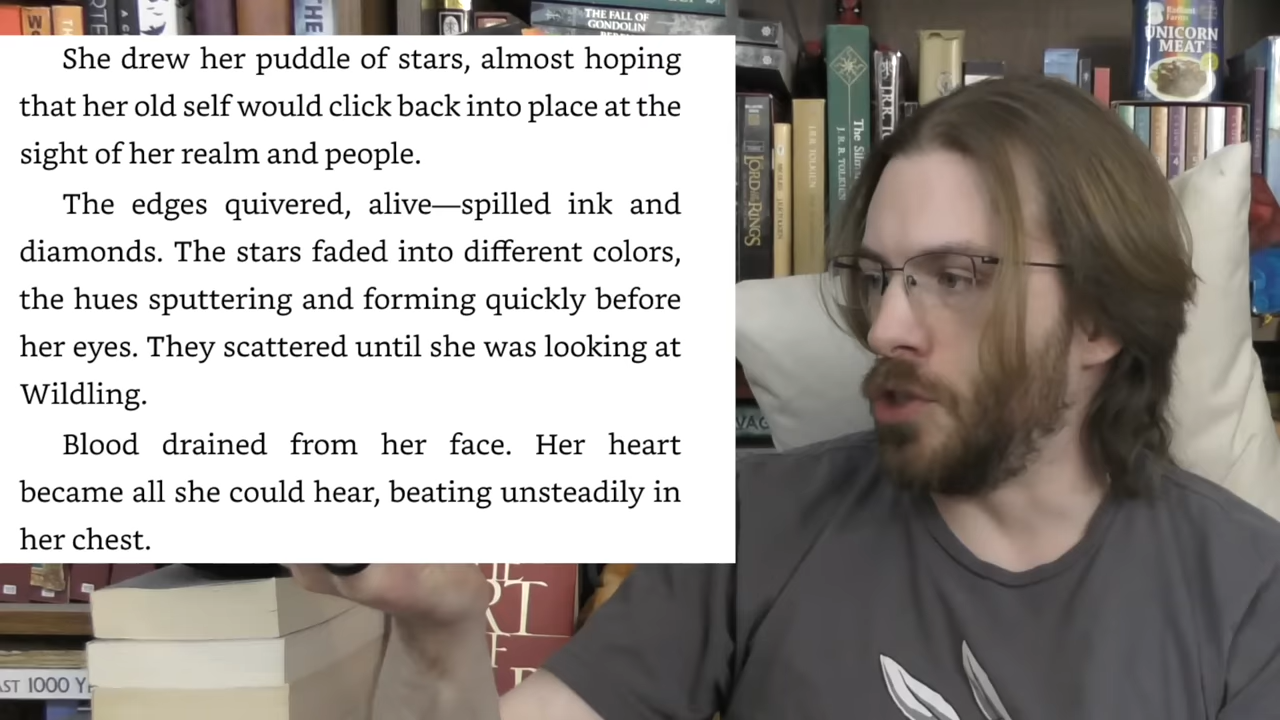 THE
THE FALL OF
GONDOLIN
Radiant
Farms
UNICORN
MEAT
She drew her puddle of stars, almost hoping
that her old self would click back into place at the
sight of her realm and people.
The edges quivered, alive—spilled ink and
diamonds. The stars faded into different colors,
the hues sputtering and forming quickly before
her eyes. They scattered until she was looking at
Wildling.
Blood drained from her face. Her heart
became all she could hear, beating unsteadily in
her chest.
LORD
RINGS
J.R.R. TOLKIEN
The Silm
J. R. R. TOLKIEN
AST 1000 Y